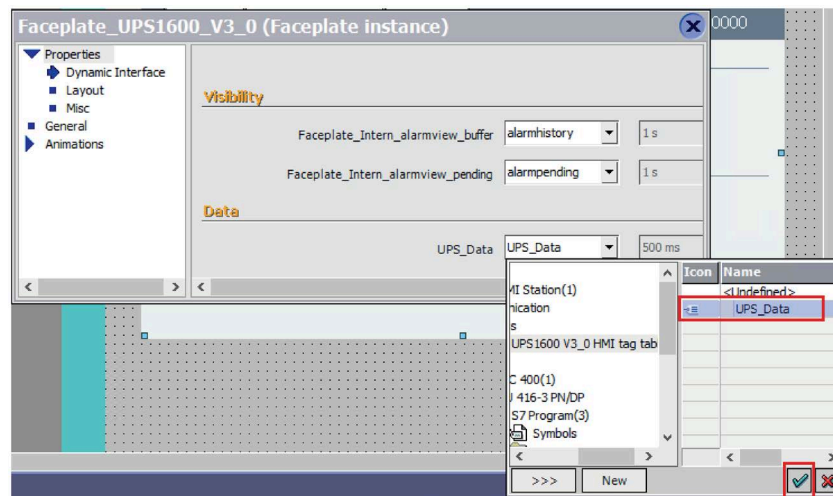 Faceplate_UPS1600_V3_0 (Faceplate instance)
0000
Properties
Dynamic Interface
Layout
Misc
General
Animations
Visibility
Faceplate_Intern_alarmview_buffer alarmhistory 1 s
Faceplate_Intern_alarmview_pending alarmpending 1 s
Data
UPS_Data UPS_Data 500 ms
Icon Name
MI Station(1)
<Undefined>
nication
UPS_Data
s
UPS1600 V3_0 HMI tag tab
C 400(1)
J 416-3 PN/DP
S7 Program(3)
Symbols
>>> New